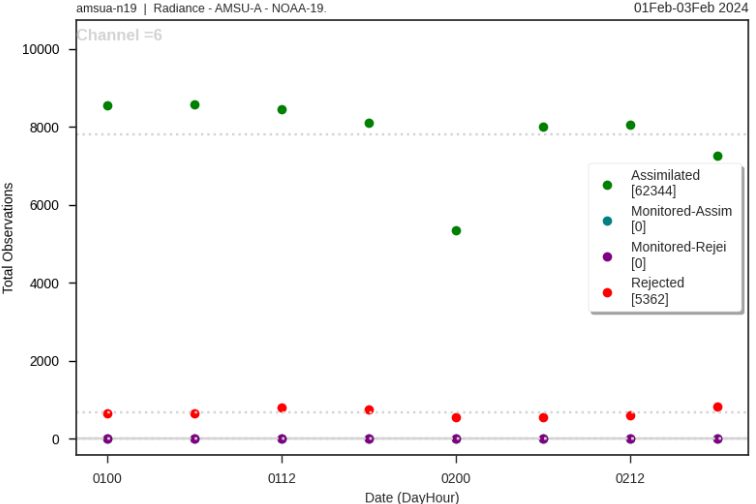 amsua-n19 | Radiance - AMSU-A - NOAA-19.
01Feb-03Feb 2024
Channel =6
10000
8000
6000
4000
2000
0
Total Observations
Assimilated
[62344]
Monitored-Assim
[0]
Monitored-Rejei
[0]
Rejected
[5362]
0100
0112
0200
0212
Date (DayHour)